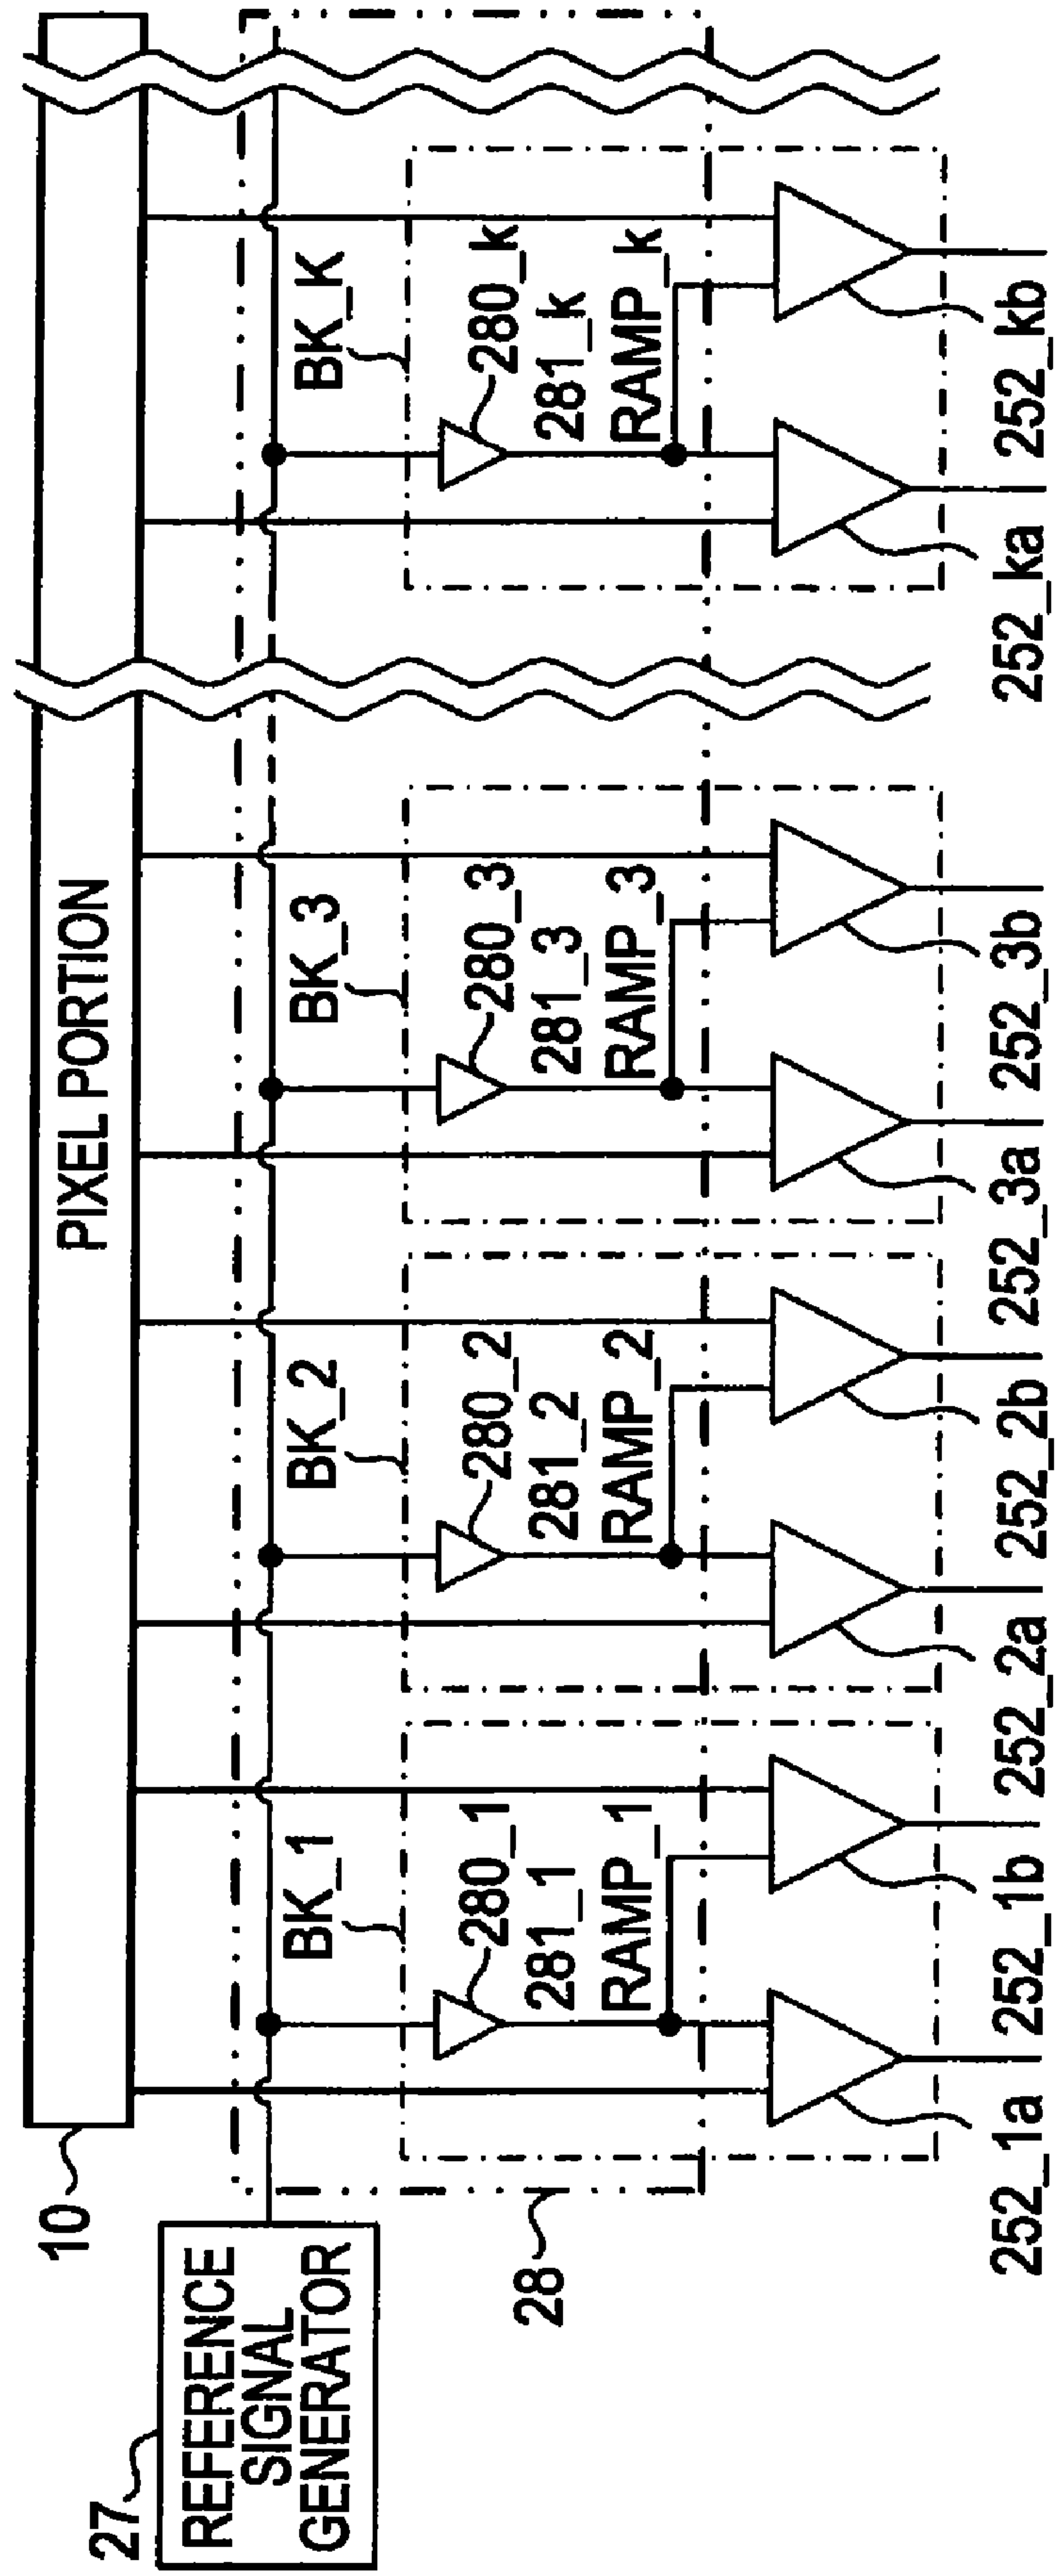 10
PIXEL PORTION
27
REFERENCE
SIGNAL
GENERATOR
28
BK_1
280_1
281_1
RAMP_1
BK_2
280_2
281_2
RAMP_2
BK_3
280_3
281_3
RAMP_3
BK_K
280_k
281_k
RAMP_k
252_1a
252_1b
252_2a
252_2b
252_3a
252_3b
252_ka
252_kb